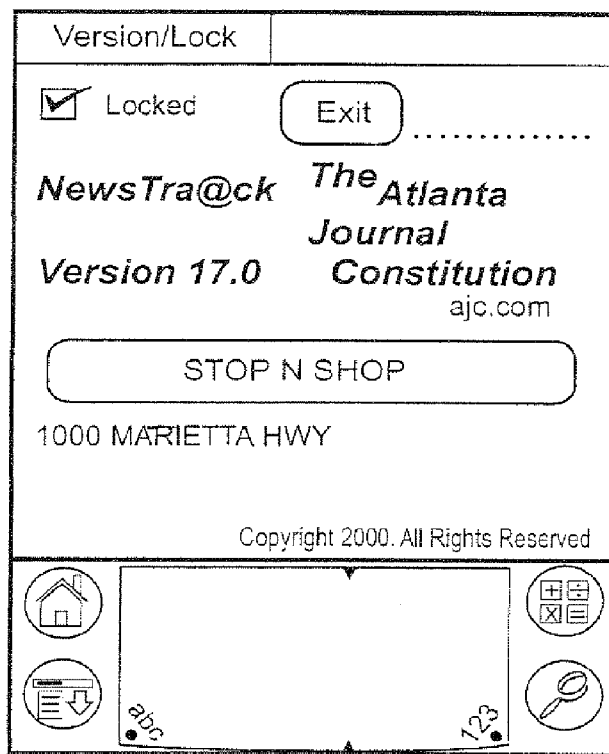 Version/Lock
Locked
Exit ..............
NewsTra@ck
The Atlanta
Journal
Version 17.0
Constitution
ajc.com
STOP N SHOP
1000 MARIETTA HWY
Copyright 2000. All Rights Reserved
+ ÷
X =
abc
123